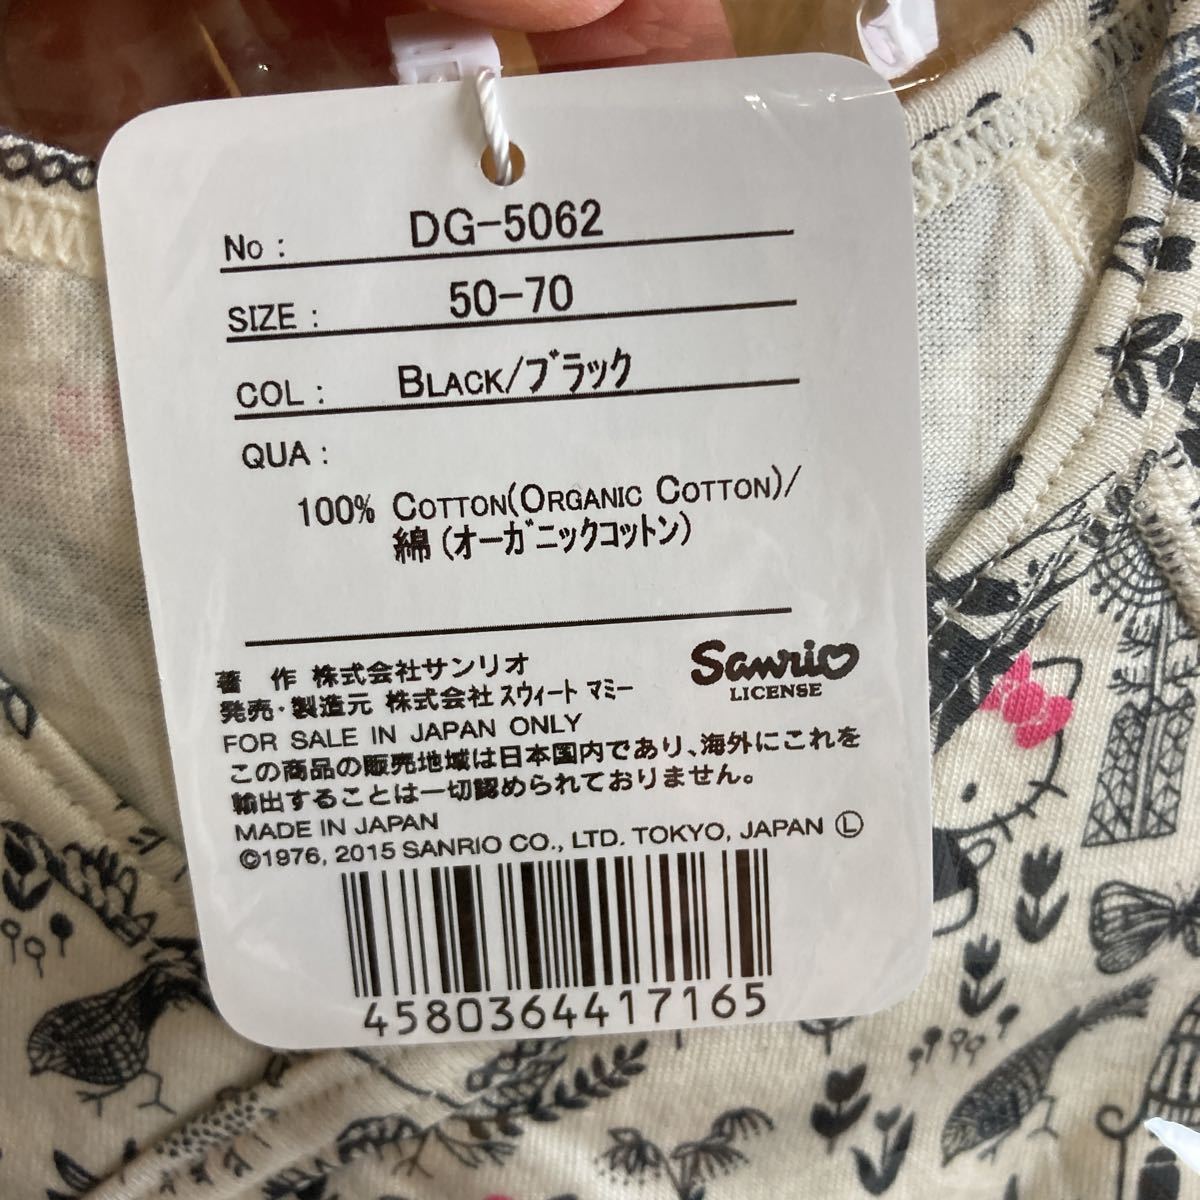 No : DG-5062
SIZE : 50-70
COL : BLACK/ブラック
QUA :
100% COTTON(ORGANIC COTTON)/
綿(オーガニックコットン)
著 作 株式会社サンリオ
Sanrio
発売・製造元 株式会社 スウィート マミー
LICENSE
FOR SALE IN JAPAN ONLY
この商品の販売地域は日本国内であり、海外にこれを
輸出することは一切認められておりません。
MADE IN JAPAN
©1976, 2015 SANRIO CO., LTD. TOKYO, JAPAN Ⓛ
4580364417165